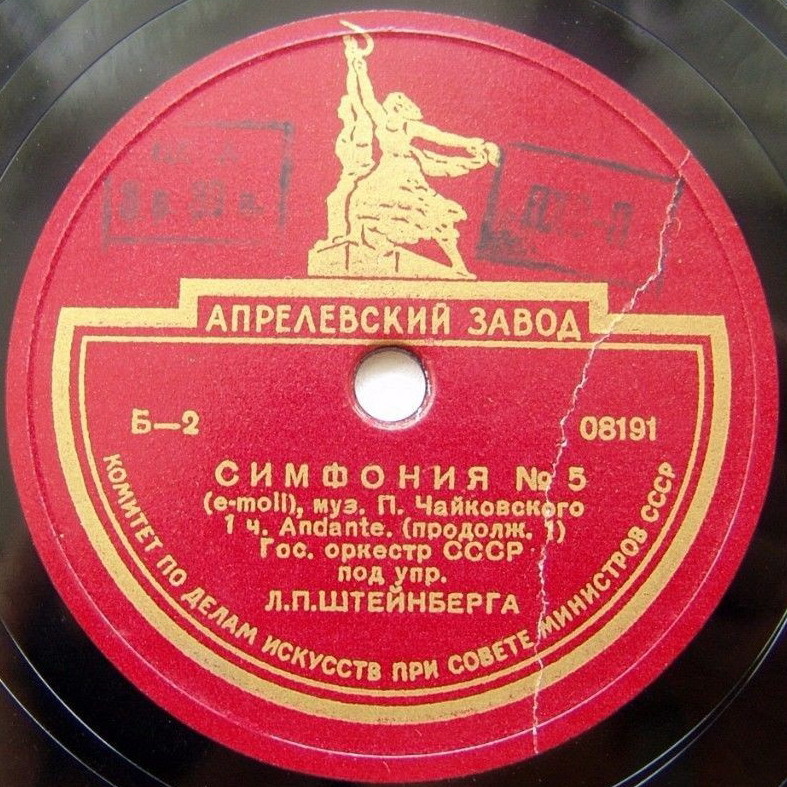 АПРЕЛЕВСКИЙ ЗАВОД
Б—2
08191
СИМФОНИЯ № 5
(e-moll), муз. П. Чайковского
1 ч. Andante. (продолж. 1)
Гос. оркестр СССР
под упр.
Л.П.ШТЕЙНБЕРГА
КОМИТЕТ ПО ДЕЛАМ ИСКУССТВ ПРИ СОВЕТЕ МИНИСТРОВ СССР